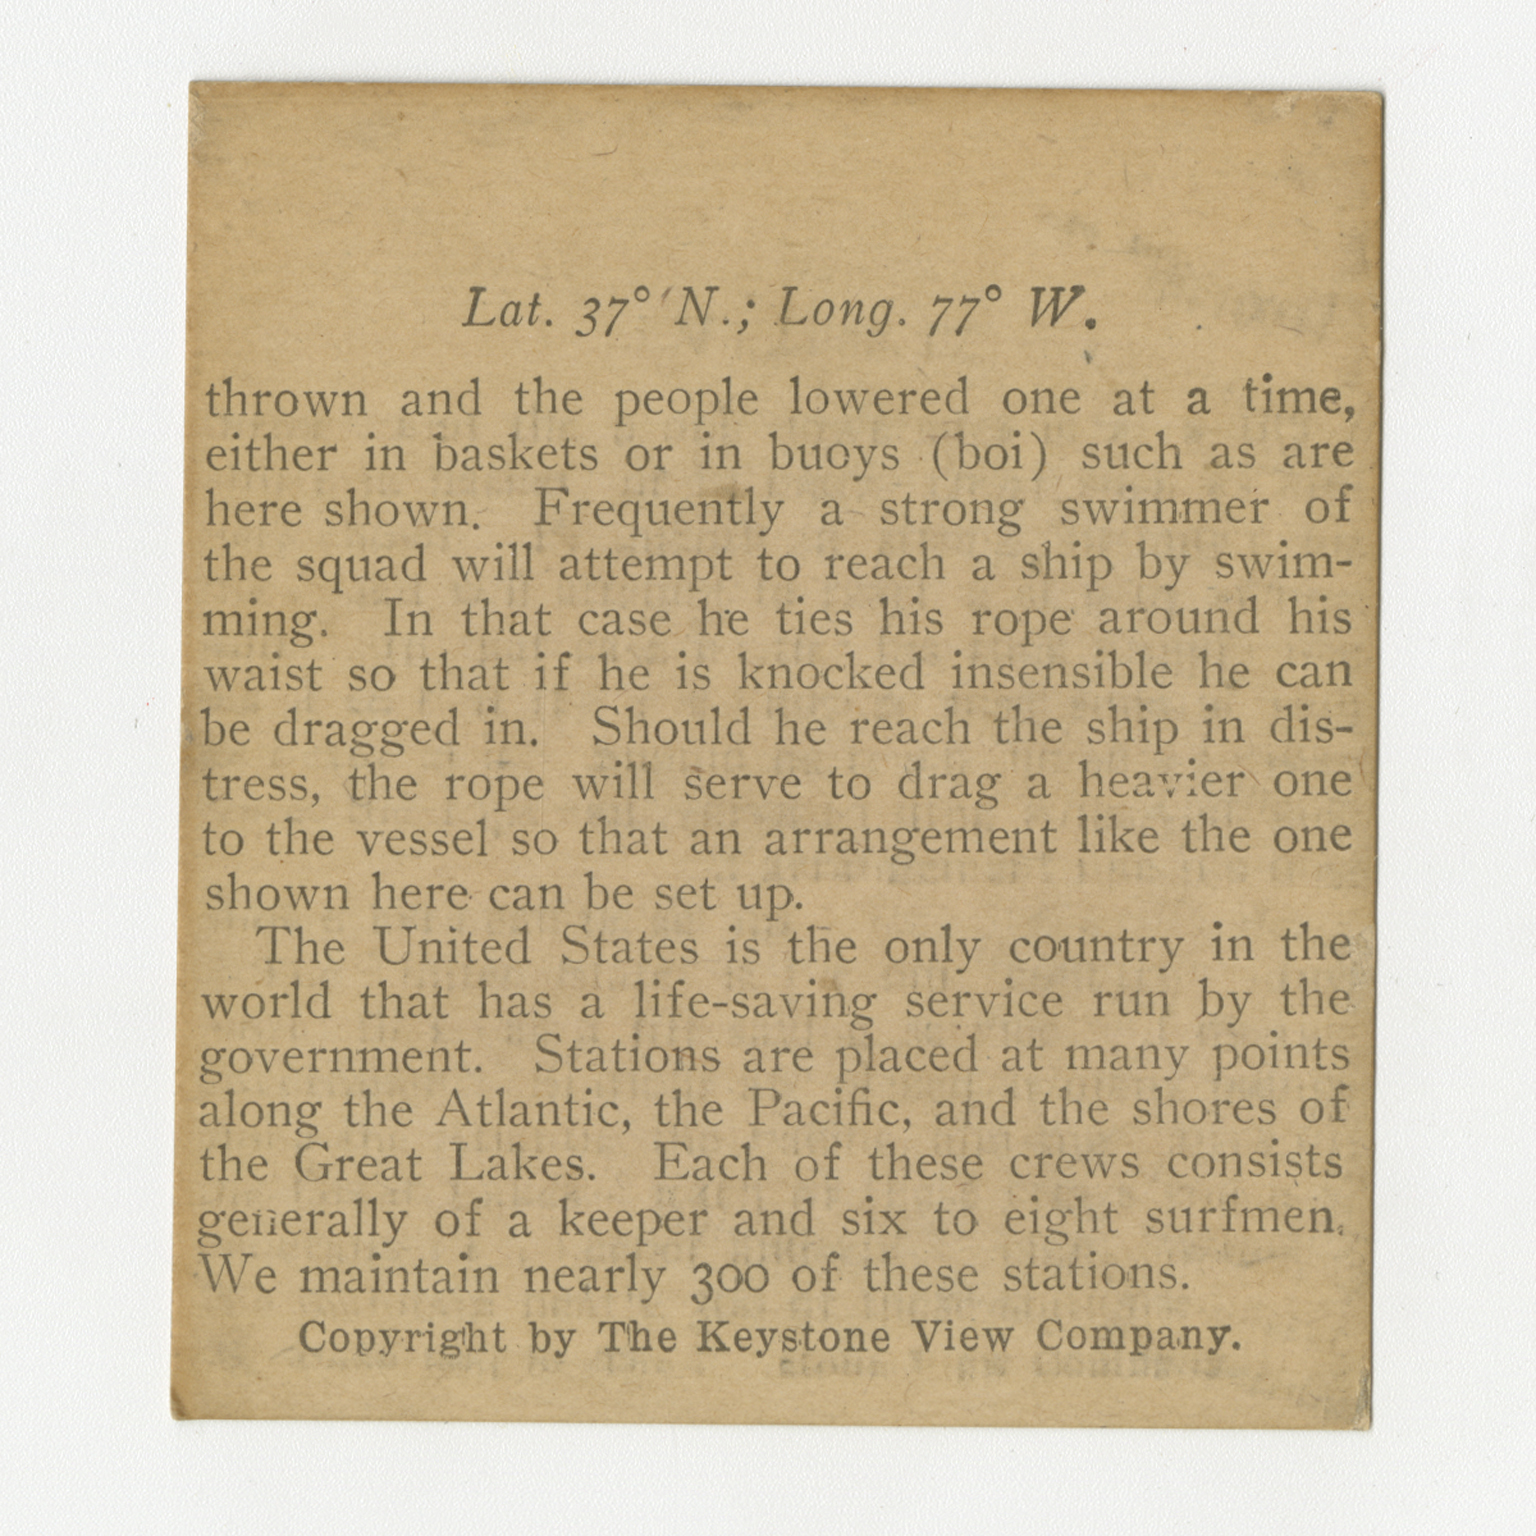 Lat. 37° N.; Long. 77° W.
thrown and the people lowered one at a time,
either in baskets or in buoys (boi) such as are
here shown. Frequently a strong swimmer of
the squad will attempt to reach a ship by swim-
ming. In that case he ties his rope around his
waist so that if he is knocked insensible he can
be dragged in. Should he reach the ship in dis-
tress, the rope will serve to drag a heavier one
to the vessel so that an arrangement like the one
shown here can be set up.
The United States is the only country in the
world that has a life-saving service run by the
government. Stations are placed at many points
along the Atlantic, the Pacific, and the shores of
the Great Lakes. Each of these crews consists
generally of a keeper and six to eight surfmen.
We maintain nearly 300 of these stations.
Copyright by The Keystone View Company.